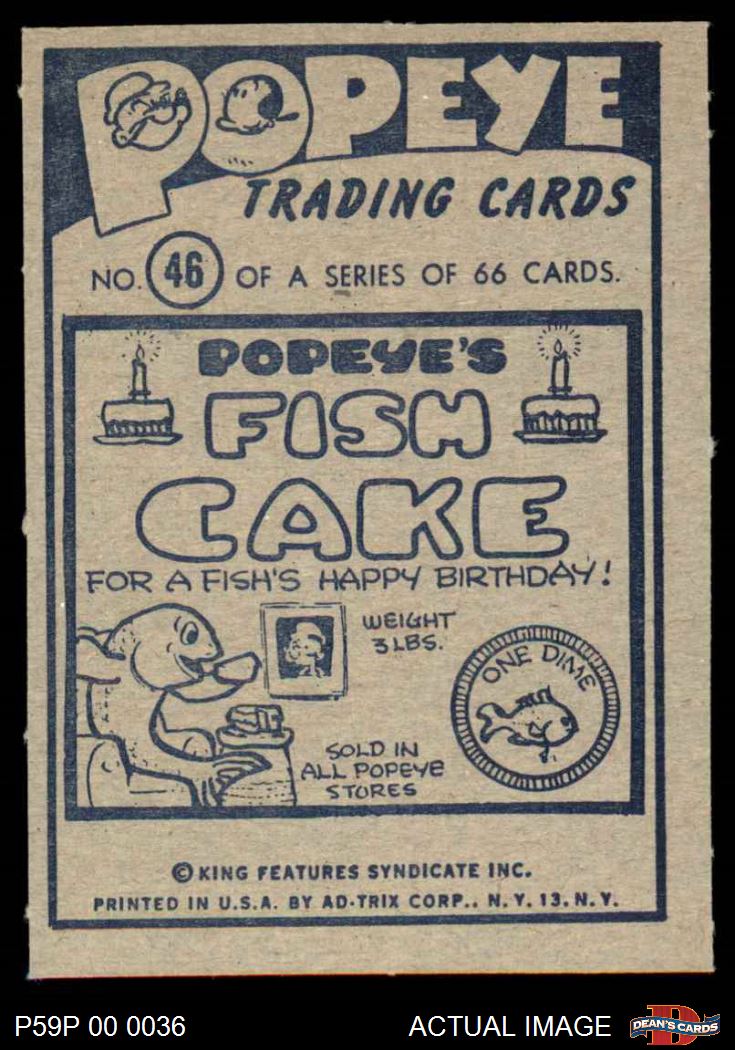 POPEYE
TRADING CARDS
NO. 46 OF A SERIES OF 66 CARDS.
POPEYE'S
FISH
CAKE
FOR A FISH'S HAPPY BIRTHDAY!
WEIGHT
3 LBS.
ONE DIME
SOLD IN
ALL POPEYE
STORES
© KING FEATURES SYNDICATE INC.
PRINTED IN U.S.A. BY AD-TRIX CORP., N.Y. 13. N.Y.
P59P 00 0036 ACTUAL IMAGE D DEAN'S CARDS